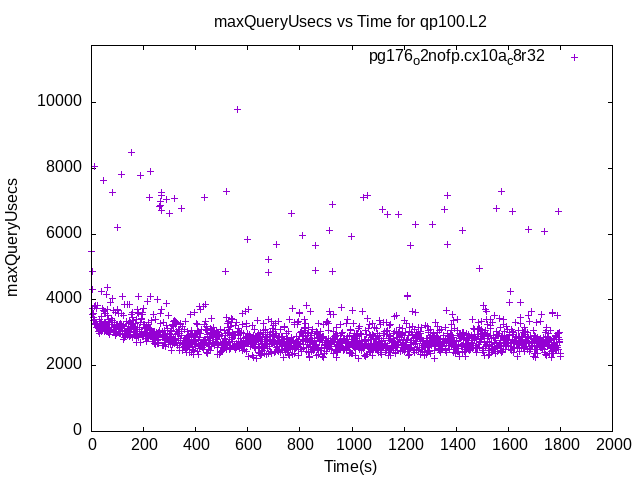 maxQueryUsecs vs Time for qp100.L2
pg176o2nofp.cx10ac8r32
maxQueryUsecs
10000
8000
6000
4000
2000
0
0 200 400 600 800 1000 1200 1400 1600 1800 2000
Time(s)